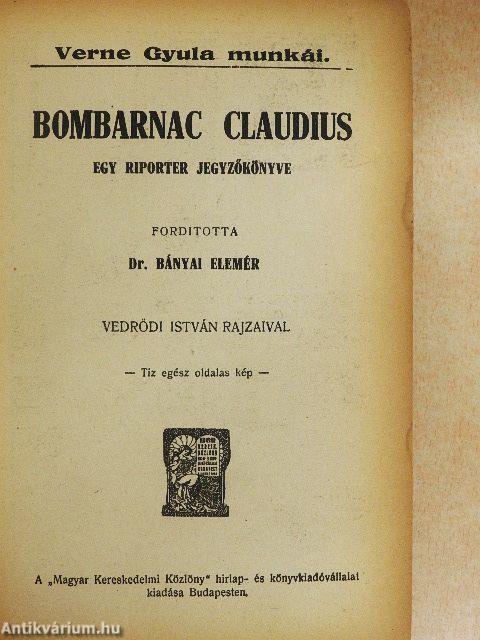 Verne Gyula munkái.
BOMBARNAC CLAUDIUS
EGY RIPORTER JEGYZŐKÖNYVE
FORDITOTTA
Dr. BÁNYAI ELEMÉR
VEDRŐDI ISTVÁN RAJZAIVAL
— Tiz egész oldalas kép —
A „Magyar Kereskedelmi Közlöny" hirlap- és könyvkiadóvállalat
kiadása Budapesten.
Antikvárium.hu